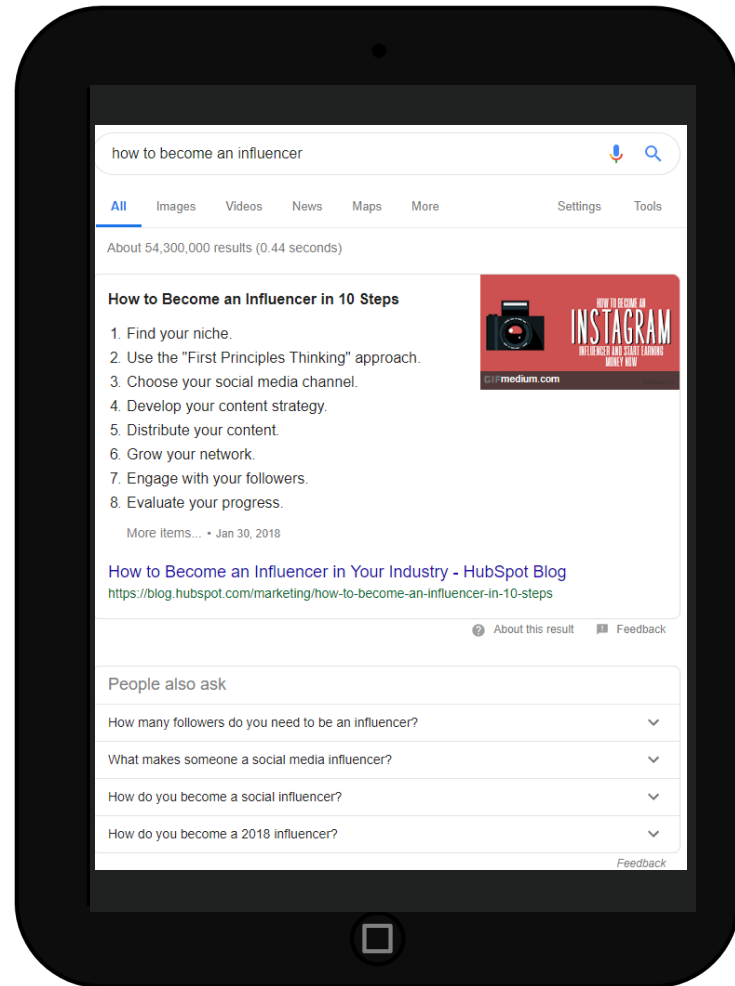 how to become an influencer
All Images Videos News Maps More Settings Tools
About 54,300,000 results (0.44 seconds)
How to Become an Influencer in 10 Steps
1. Find your niche.
2. Use the "First Principles Thinking" approach.
3. Choose your social media channel.
4. Develop your content strategy.
5. Distribute your content.
6. Grow your network.
7. Engage with your followers.
8. Evaluate your progress.
More items... • Jan 30, 2018
HOW TO BECOME AN
INSTAGRAM
INFLUENCER AND START EARNING
MONEY NOW
medium.com
How to Become an Influencer in Your Industry - HubSpot Blog
https://blog.hubspot.com/marketing/how-to-become-an-influencer-in-10-steps
About this result Feedback
People also ask
How many followers do you need to be an influencer?
What makes someone a social media influencer?
How do you become a social influencer?
How do you become a 2018 influencer?
Feedback